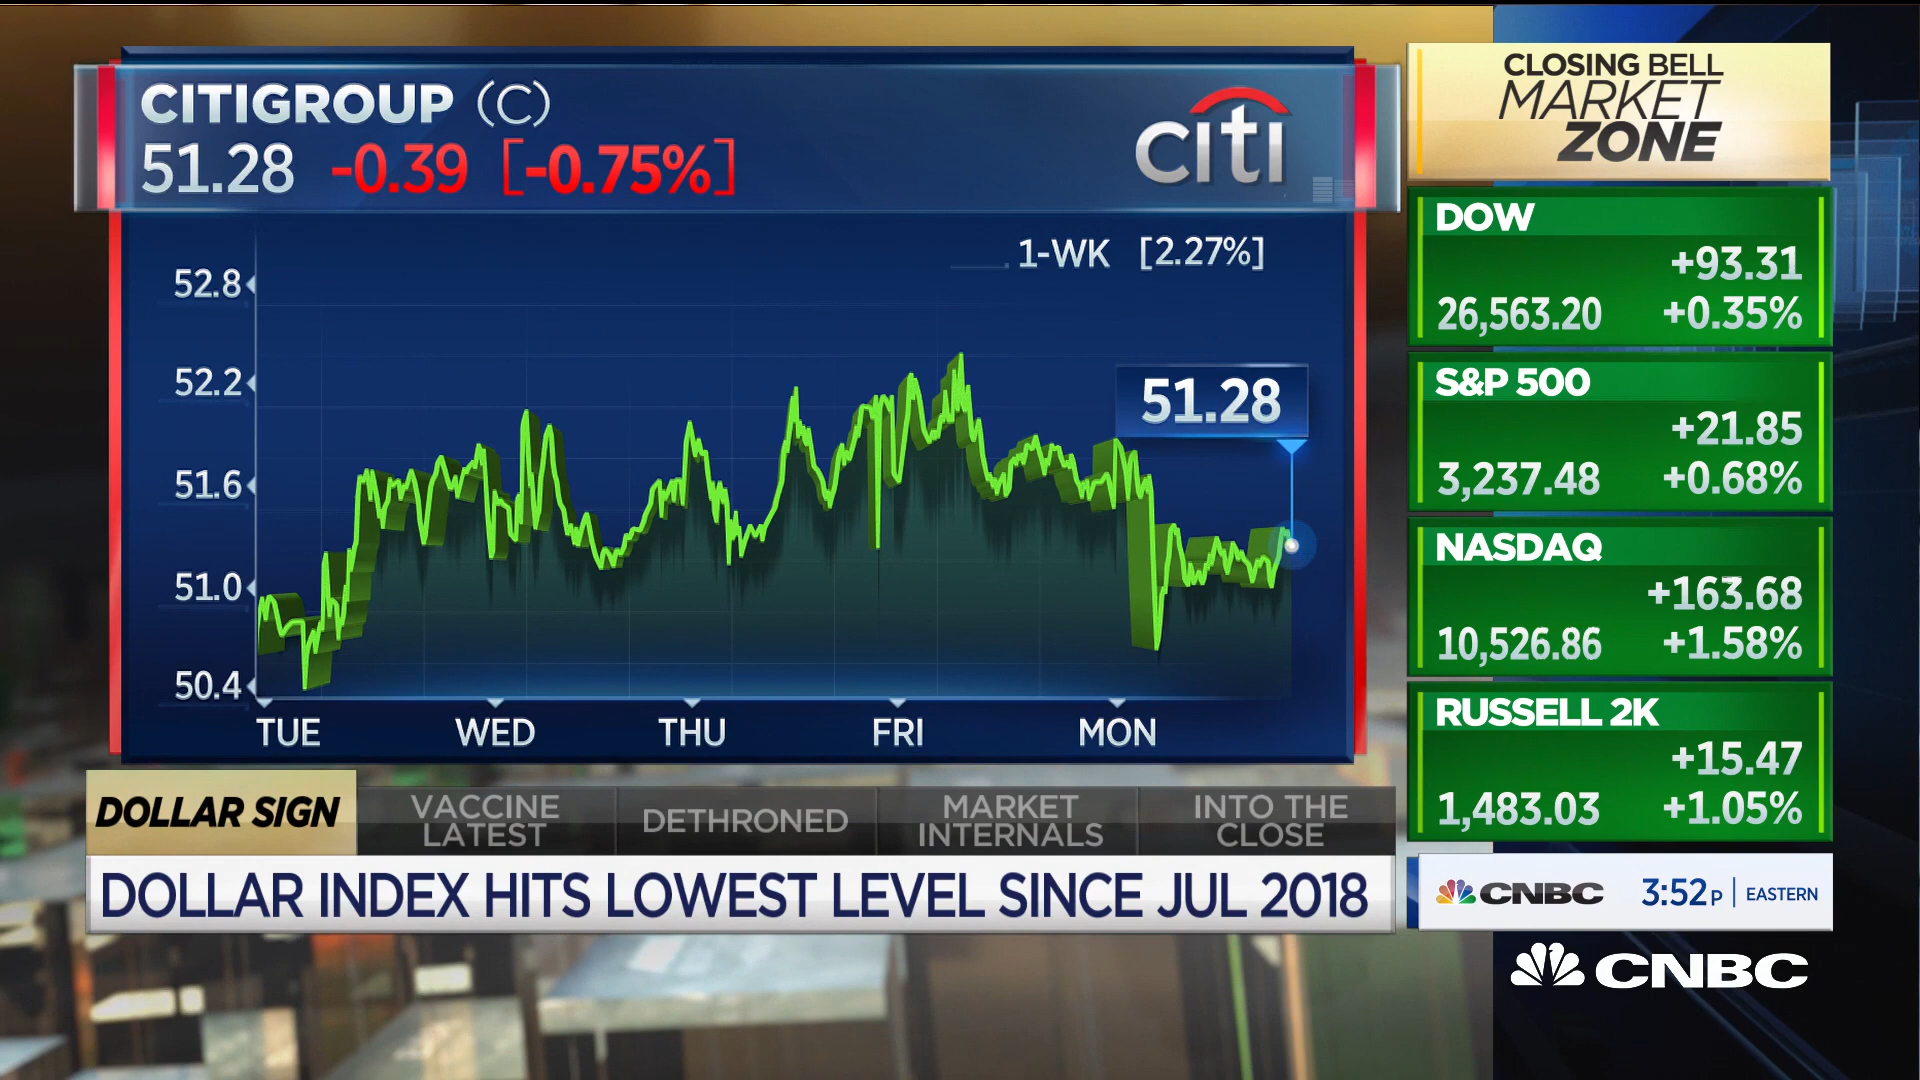 CITIGROUP (C)
51.28 -0.39 [-0.75%]
citi
1-WK [2.27%]
52.8
52.2
51.6
51.0
50.4
51.28
TUE WED THU FRI MON
DOLLAR SIGN
VACCINE
LATEST
DETHRONED
MARKET
INTERNALS
INTO THE
CLOSE
DOLLAR INDEX HITS LOWEST LEVEL SINCE JUL 2018
CLOSING BELL
MARKET
ZONE
DOW
+93.31
26,563.20 +0.35%
S&P 500
+21.85
3,237.48 +0.68%
NASDAQ
+163.68
10,526.86 +1.58%
RUSSELL 2K
+15.47
1,483.03 +1.05%
CNBC 3:52P | EASTERN
CNBC